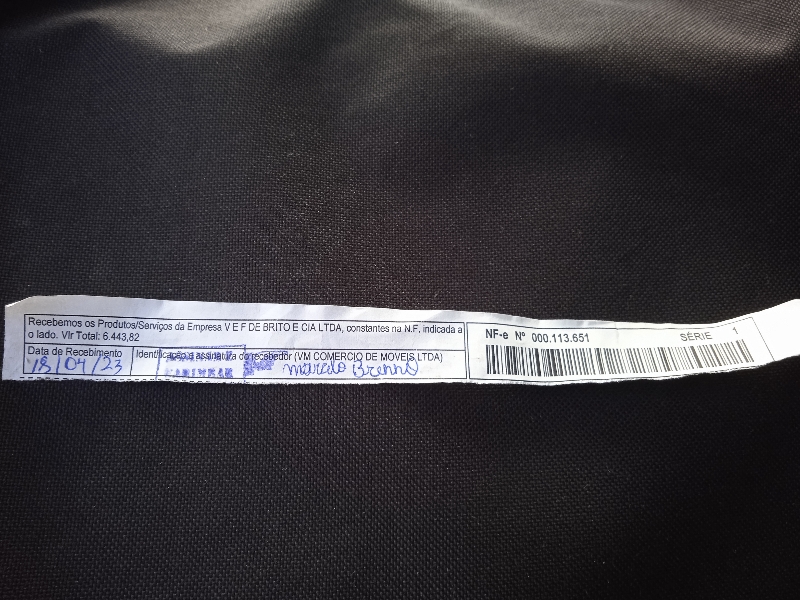 Recebemos os Produtos/Serviços da Empresa V E F DE BRITO E CIA LTDA, constantes na N.F. indicada a
o lado. Vlr Total: 6.443,82
NF-e Nº 000.113.651 SÉRIE 1
Data de Recebimento
Identificação e assinatura do recebedor (VM COMERCIO DE MOVEIS LTDA)
18/04/23
Marcelo Brenno